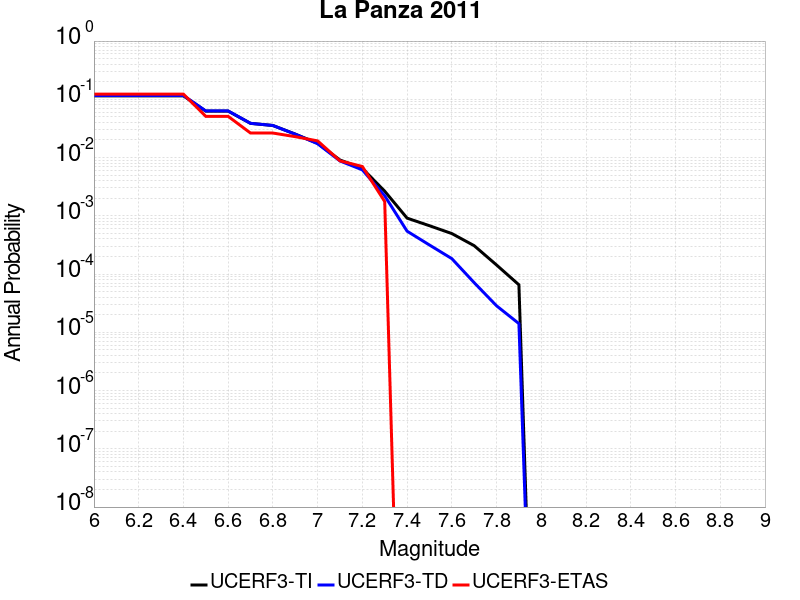 La Panza 2011
10^0
10^-1
10^-2
10^-3
10^-4
10^-5
10^-6
10^-7
10^-8
Annual Probability
6 6.2 6.4 6.6 6.8 7 7.2 7.4 7.6 7.8 8 8.2 8.4 8.6 8.8 9
Magnitude
UCERF3-TI UCERF3-TD UCERF3-ETAS